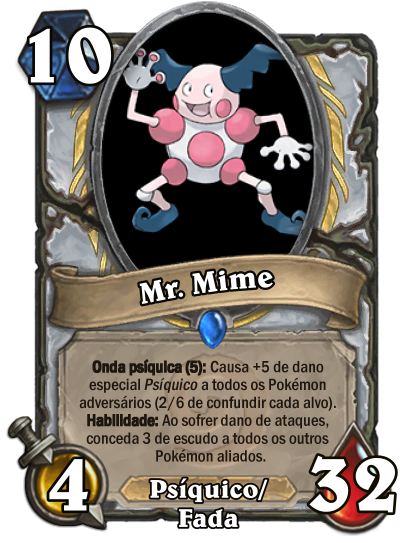 10
Mr. Mime
Onda psíquica (5): Causa +5 de dano
especial Psíquico a todos os Pokémon
adversários (2/6 de confundir cada alvo).
Habilidade: Ao sofrer dano de ataques,
conceda 3 de escudo a todos os outros
Pokémon aliados.
4
Psíquico/
Fada
32